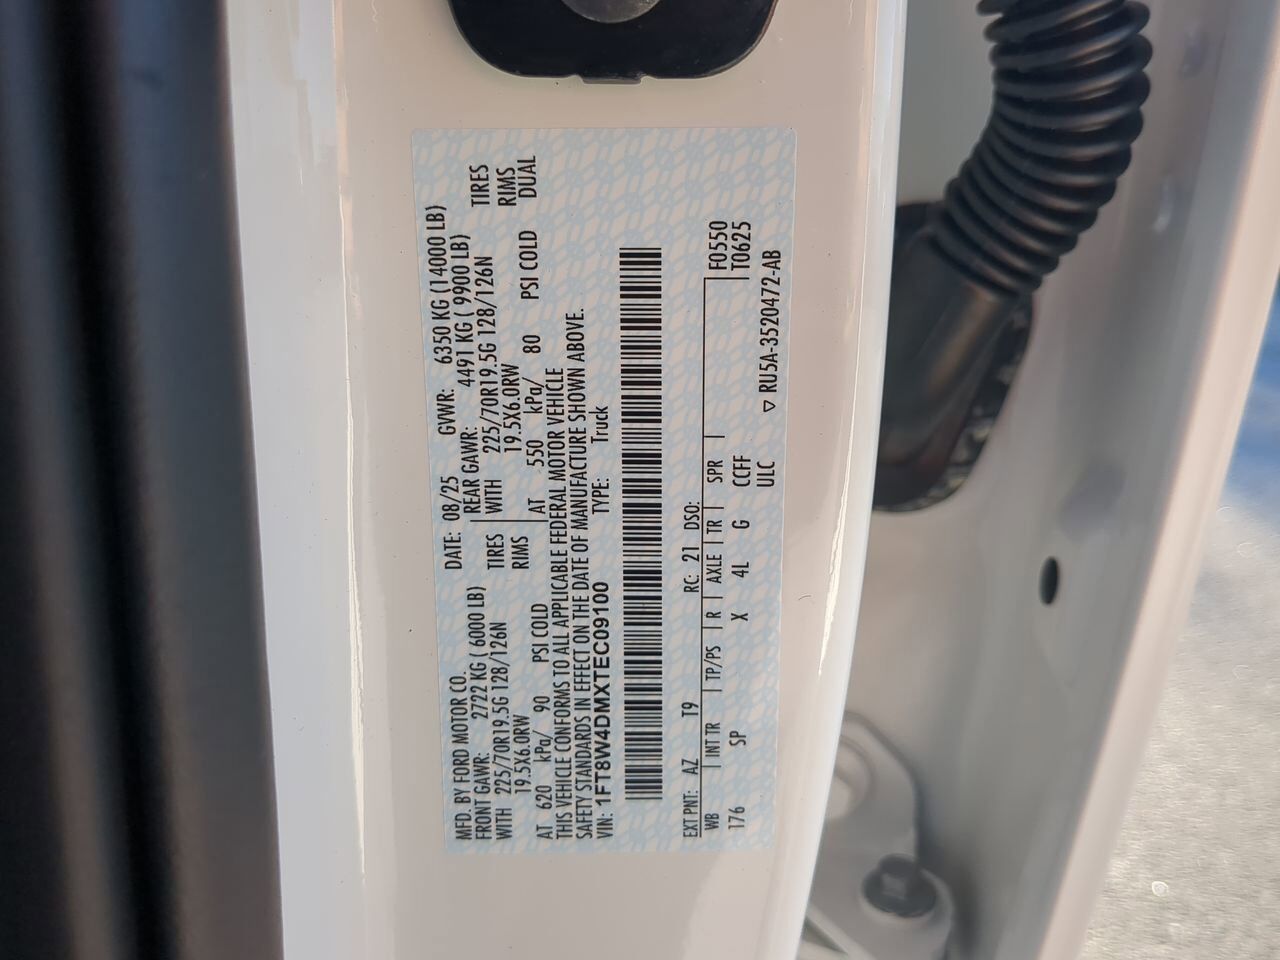 MFD. BY FORD MOTOR CO. DATE: 08/25 GVWR: 6350 KG (14000 LB)
FRONT GAWR: 2722 KG ( 6000 LB) REAR GAWR: 4491 KG ( 9900 LB)
WITH 225/70R19.5G 128/126N TIRES WITH 225/70R19.5G 128/126N TIRES
19.5X6.0RW RIMS 19.5X6.0RW RIMS
AT 620 kPa/ 90 PSI COLD AT 550 kPa/ 80 PSI COLD DUAL
THIS VEHICLE CONFORMS TO ALL APPLICABLE FEDERAL MOTOR VEHICLE
SAFETY STANDARDS IN EFFECT ON THE DATE OF MANUFACTURE SHOWN ABOVE.
VIN: 1FT8W4DMXTEC09100 TYPE: Truck
EXT PNT: AZ T9 RC: 21 DSO:
WB INT TR TP/PS R AXLE TR SPR F0550
176 SP X 4L G CCFF T0625
ULC ▽ RU5A-3520472-AB